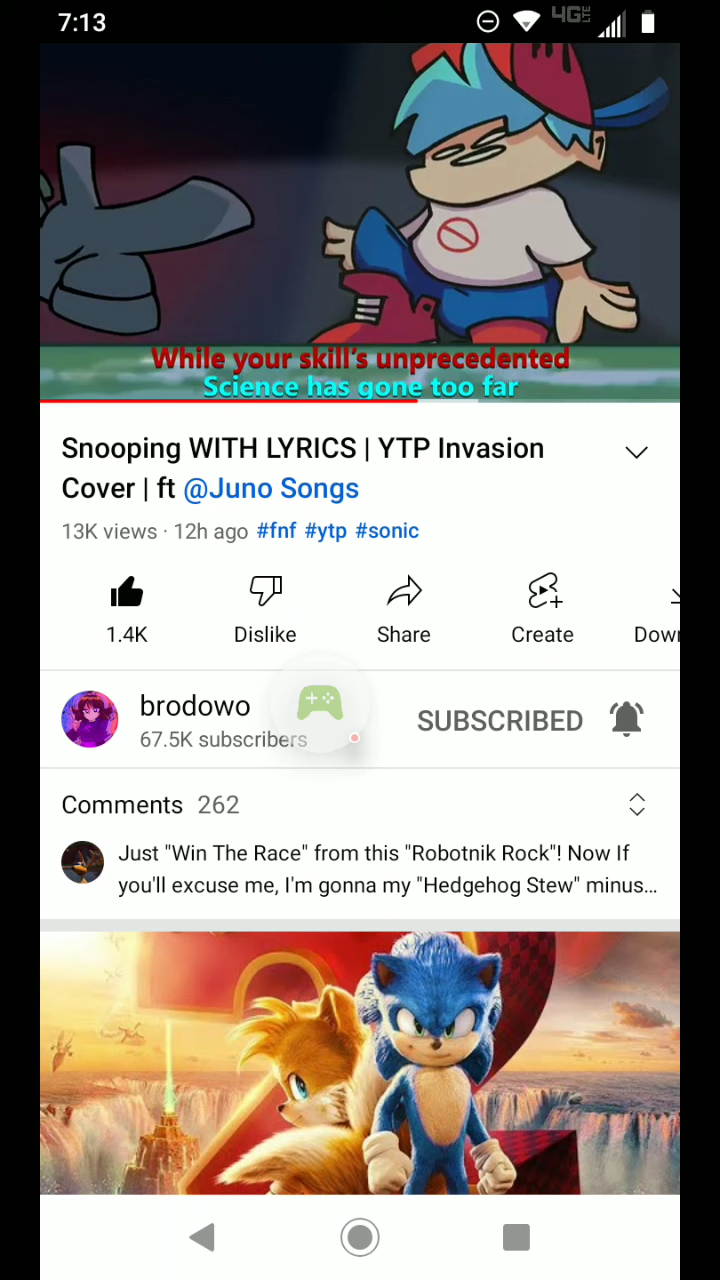 7:13
4G LTE
While your skill's unprecedented
Science has gone too far
Snooping WITH LYRICS | YTP Invasion
Cover | ft @Juno Songs
13K views · 12h ago #fnf #ytp #sonic
1.4K Dislike Share Create Down
brodowo
67.5K subscribers
SUBSCRIBED
Comments 262
Just "Win The Race" from this "Robotnik Rock"! Now If
you'll excuse me, I'm gonna my "Hedgehog Stew" minus...